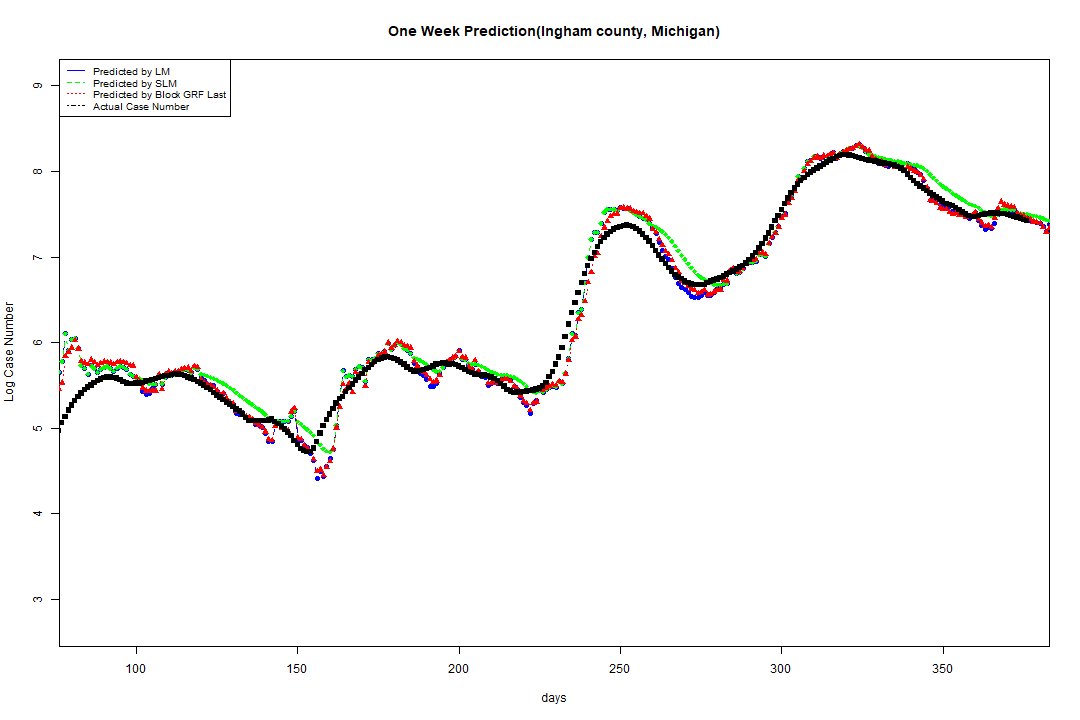 One Week Prediction(Ingham county, Michigan)
Predicted by LM
Predicted by SLM
Predicted by Block GRF Last
Actual Case Number
9
8
7
6
5
4
3
Log Case Number
100
150
200
250
300
350
days